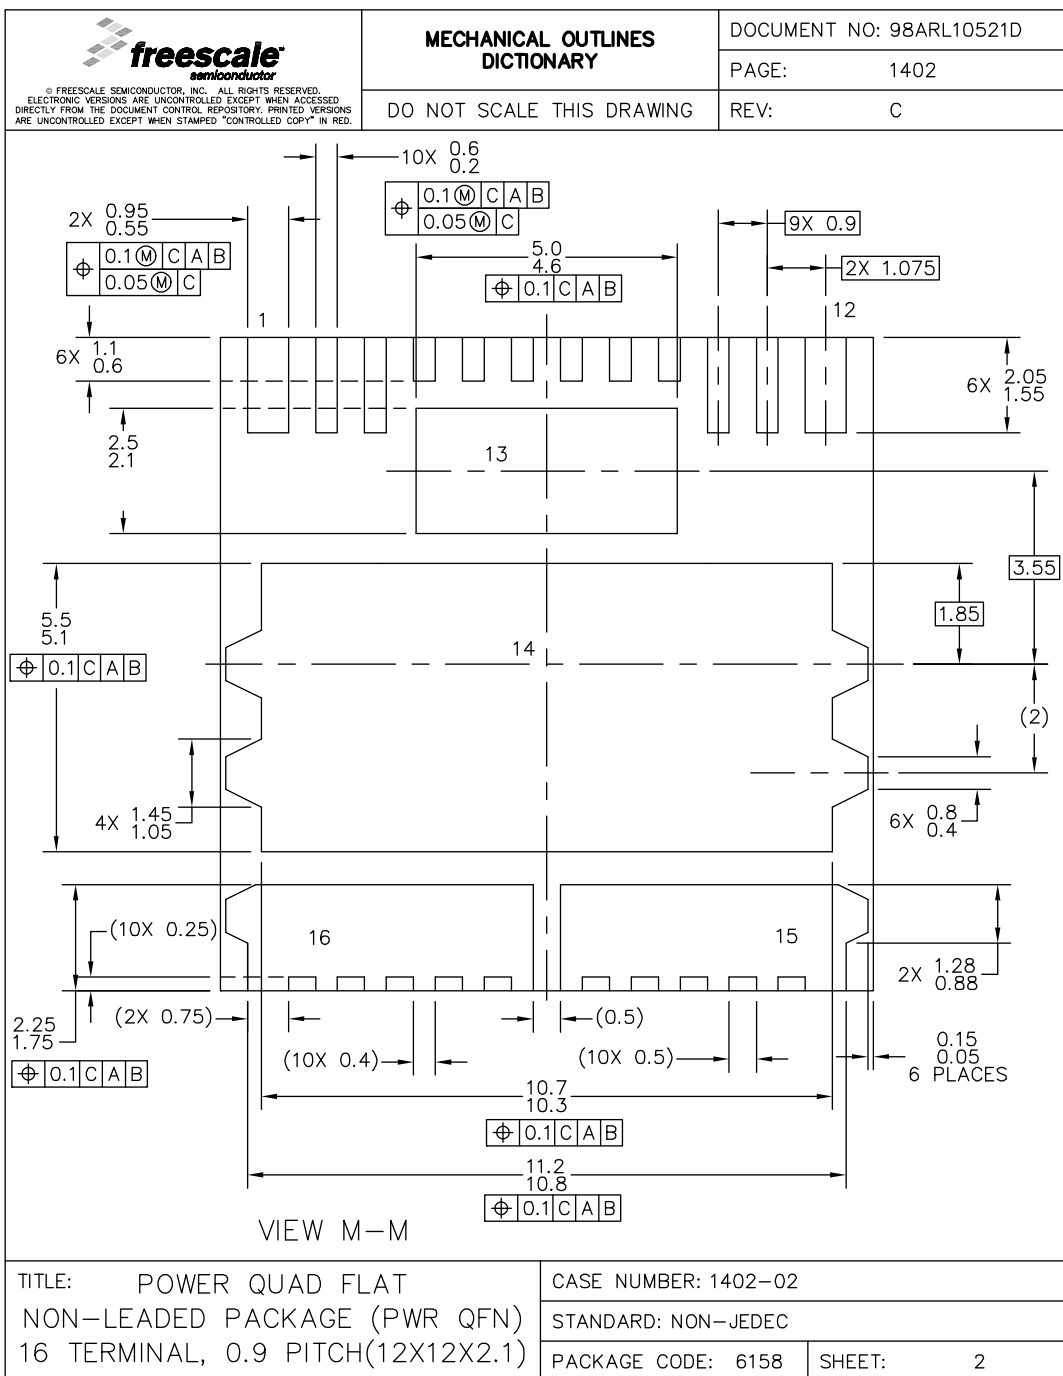 freescale
semiconductor
© FREESCALE SEMICONDUCTOR, INC. ALL RIGHTS RESERVED.
ELECTRONIC VERSIONS ARE UNCONTROLLED EXCEPT WHEN ACCESSED
DIRECTLY FROM THE DOCUMENT CONTROL REPOSITORY. PRINTED VERSIONS
ARE UNCONTROLLED EXCEPT WHEN STAMPED "CONTROLLED COPY" IN RED.
MECHANICAL OUTLINES
DICTIONARY
DO NOT SCALE THIS DRAWING
DOCUMENT NO: 98ARL10521D
PAGE: 1402
REV: C
10X 0.6
0.2
⌖ 0.1 Ⓜ C A B
0.05 Ⓜ C
2X 0.95
0.55
⌖ 0.1 Ⓜ C A B
0.05 Ⓜ C
9X 0.9
5.0
4.6
⌖ 0.1 C A B
2X 1.075
1
12
6X 1.1
0.6
6X 2.05
1.55
2.5
2.1
13
3.55
1.85
5.5
5.1
⌖ 0.1 C A B
14
(2)
4X 1.45
1.05
6X 0.8
0.4
(10X 0.25)
16
15
2X 1.28
0.88
2.25
1.75
⌖ 0.1 C A B
(2X 0.75)
(0.5)
(10X 0.4)
(10X 0.5)
0.15
0.05
6 PLACES
10.7
10.3
⌖ 0.1 C A B
11.2
10.8
⌖ 0.1 C A B
VIEW M-M
TITLE: POWER QUAD FLAT
NON-LEADED PACKAGE (PWR QFN)
16 TERMINAL, 0.9 PITCH(12X12X2.1)
CASE NUMBER: 1402-02
STANDARD: NON-JEDEC
PACKAGE CODE: 6158
SHEET: 2